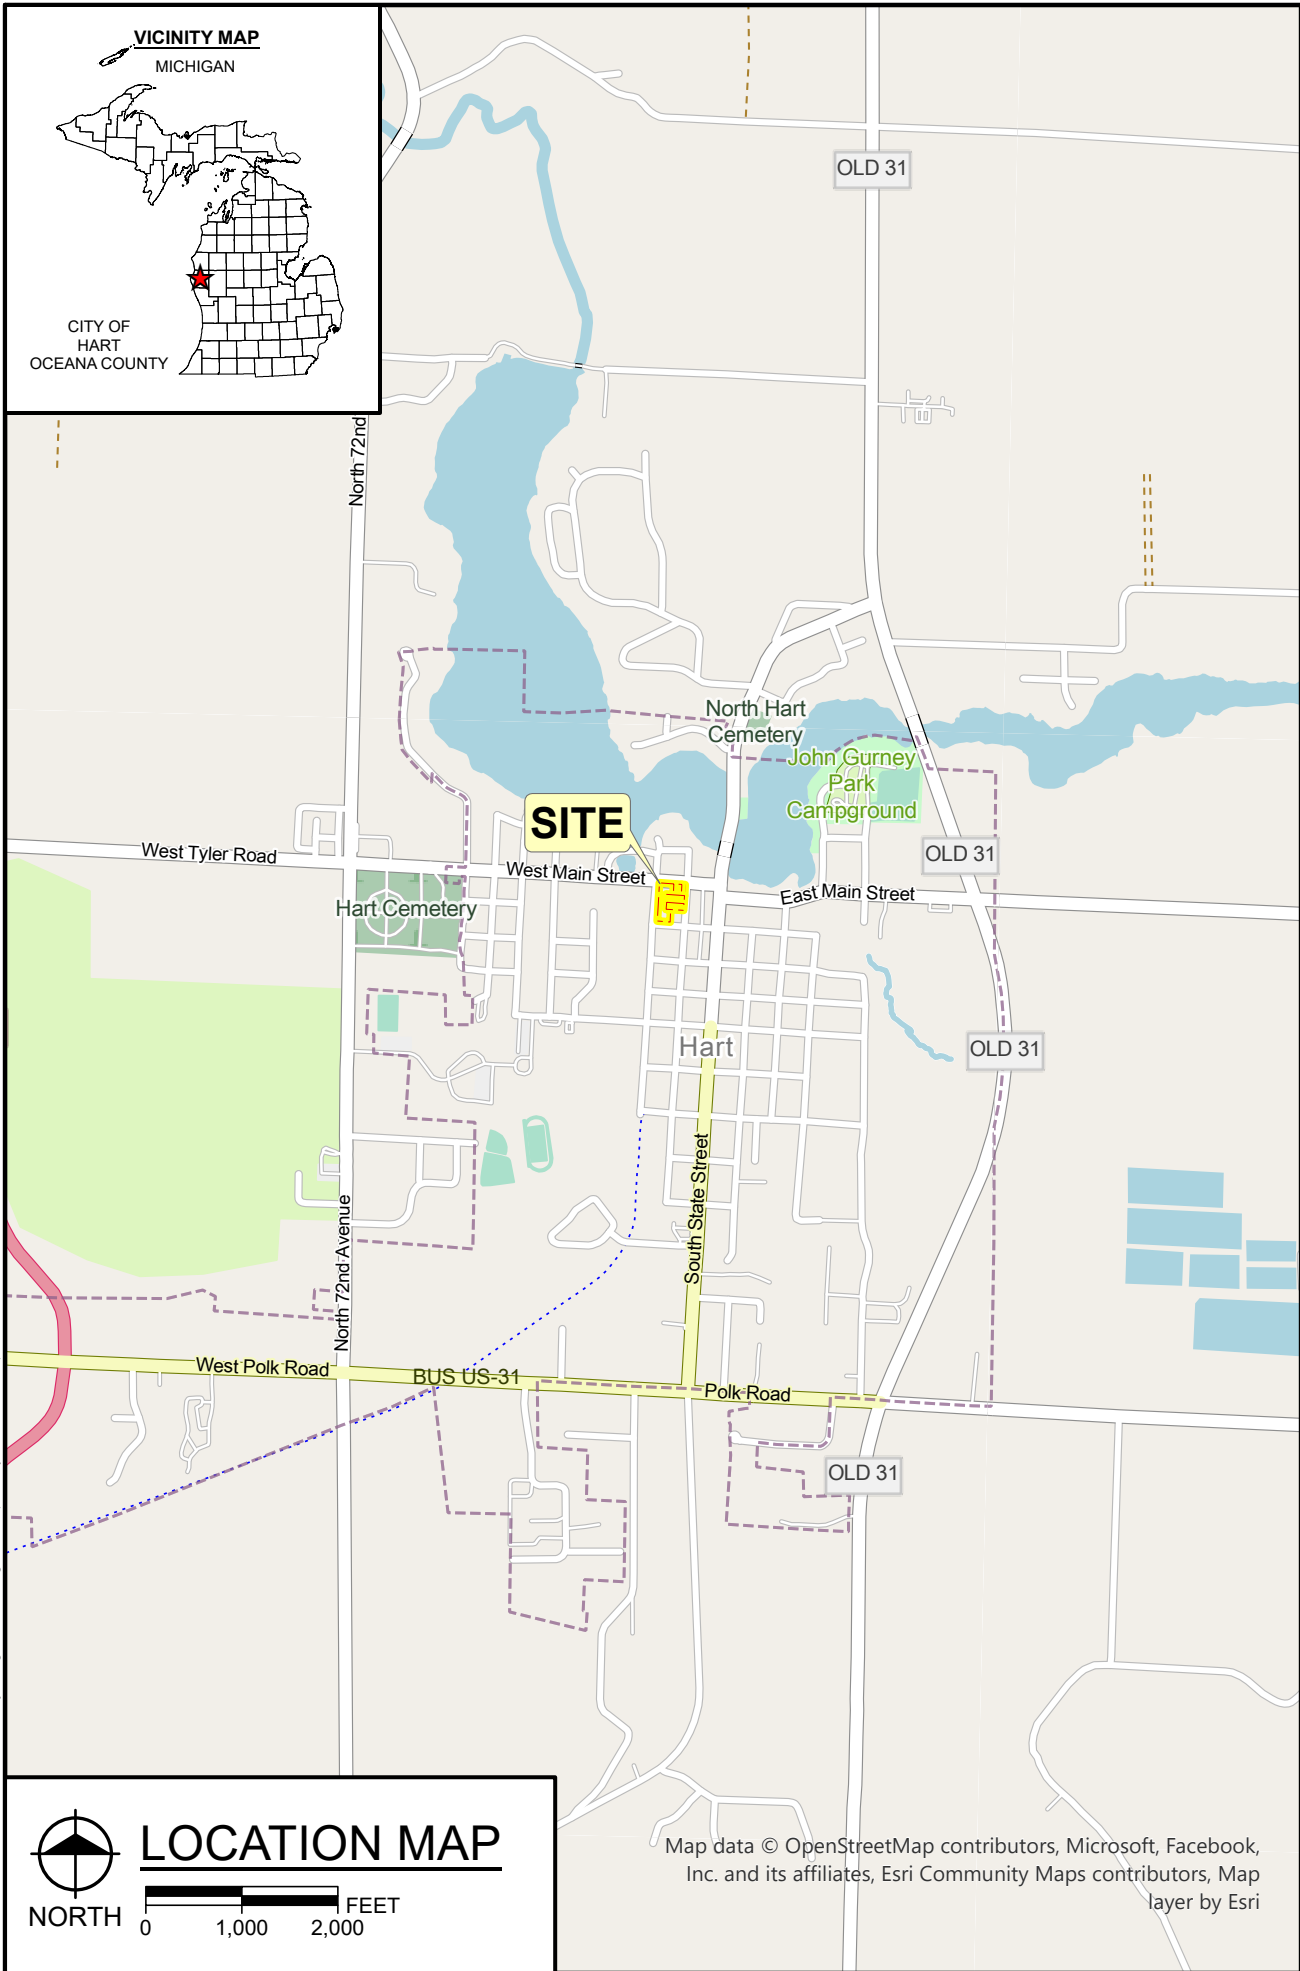 VICINITY MAP
MICHIGAN
CITY OF
HART
OCEANA COUNTY
OLD 31
North 72nd
North Hart
Cemetery
John Gurney
Park
Campground
SITE
West Tyler Road
West Main Street
OLD 31
East Main Street
Hart Cemetery
Hart
OLD 31
South State Street
North 72nd Avenue
West Polk Road
BUS US-31
Polk Road
OLD 31
LOCATION MAP
NORTH
FEET
0 1,000 2,000
Map data © OpenStreetMap contributors, Microsoft, Facebook,
Inc. and its affiliates, Esri Community Maps contributors, Map
layer by Esri